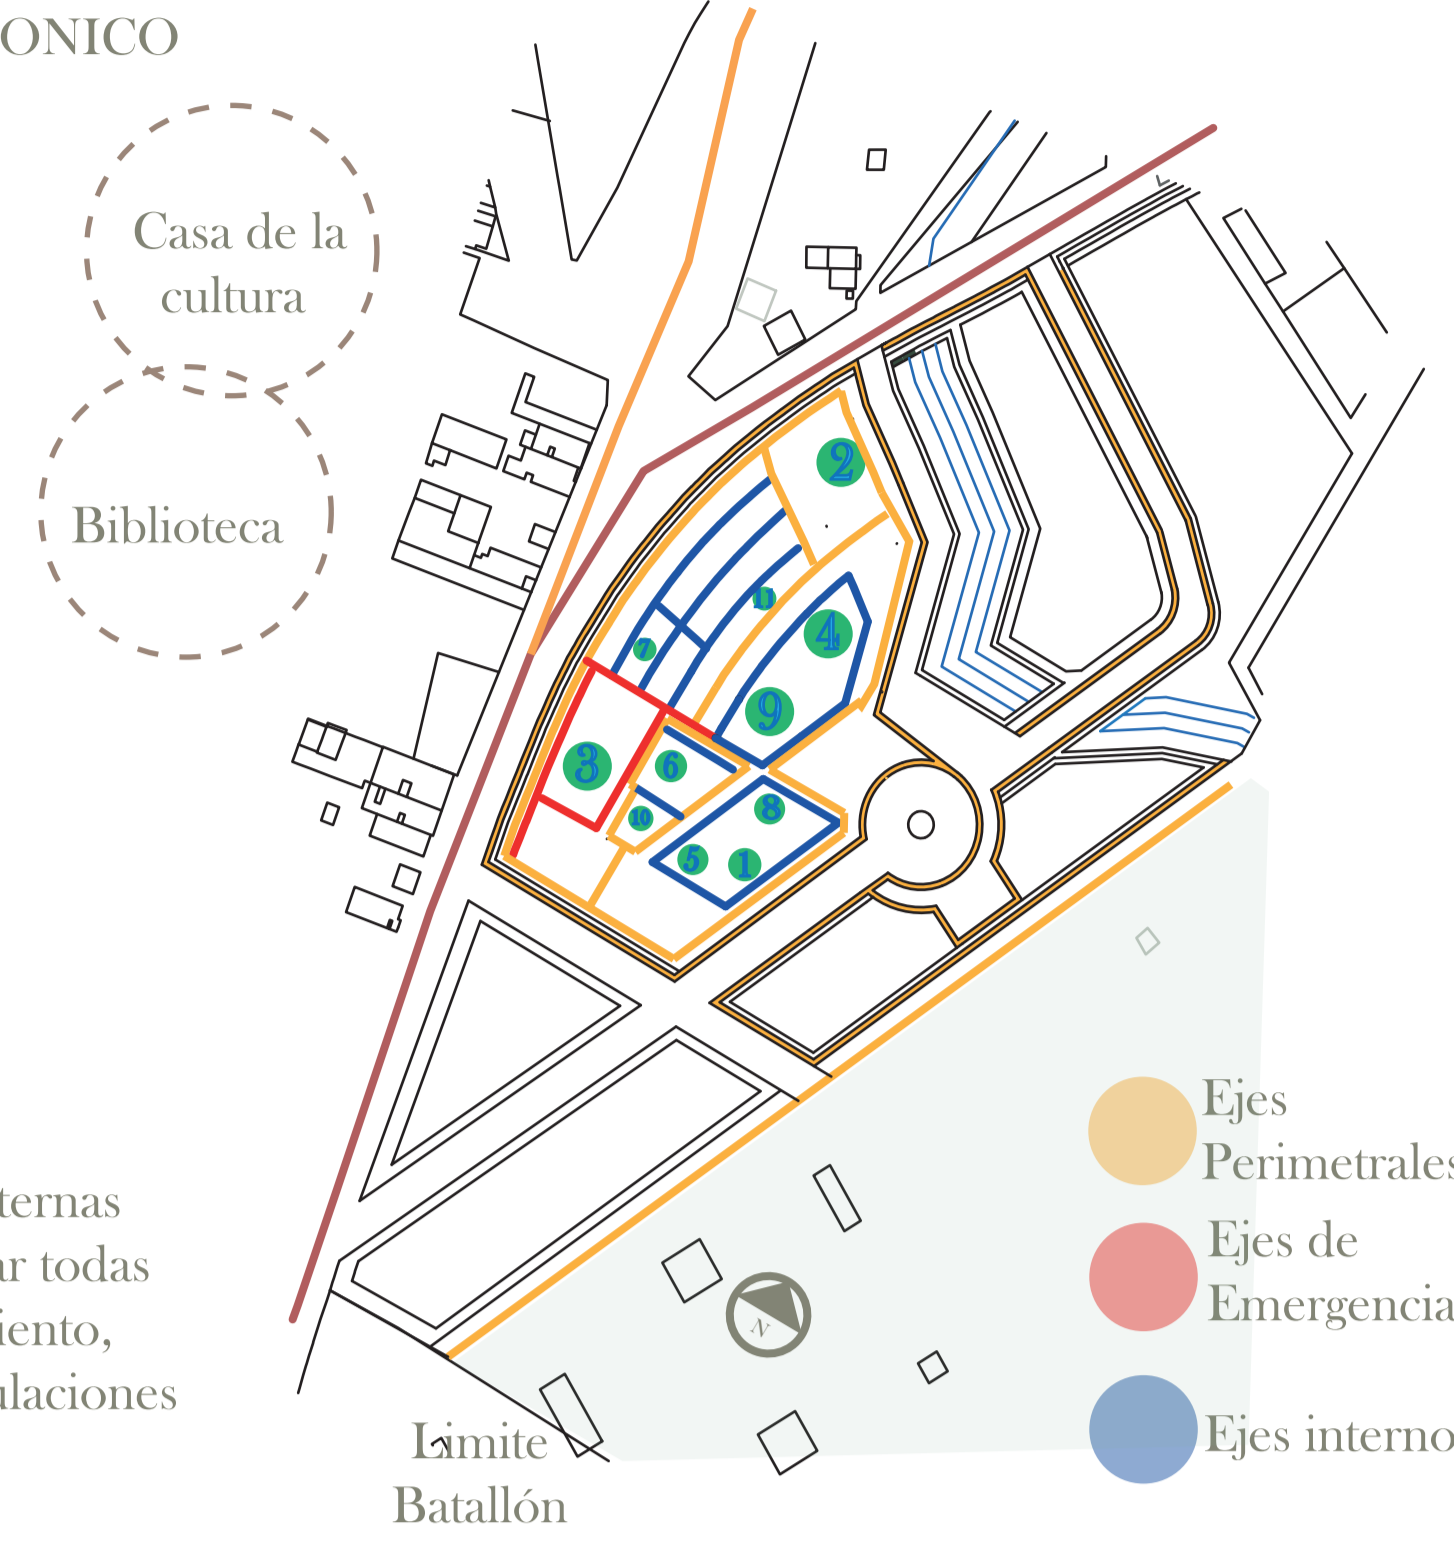 ONICO
Casa de la
cultura
Biblioteca
2
11
4
7
9
3
6
8
10
5
1
Ejes
Perimetrales
Ejes de
Emergencia
Ejes interno
ternas
ar todas
iento,
ulaciones
N
Limite
Batallón